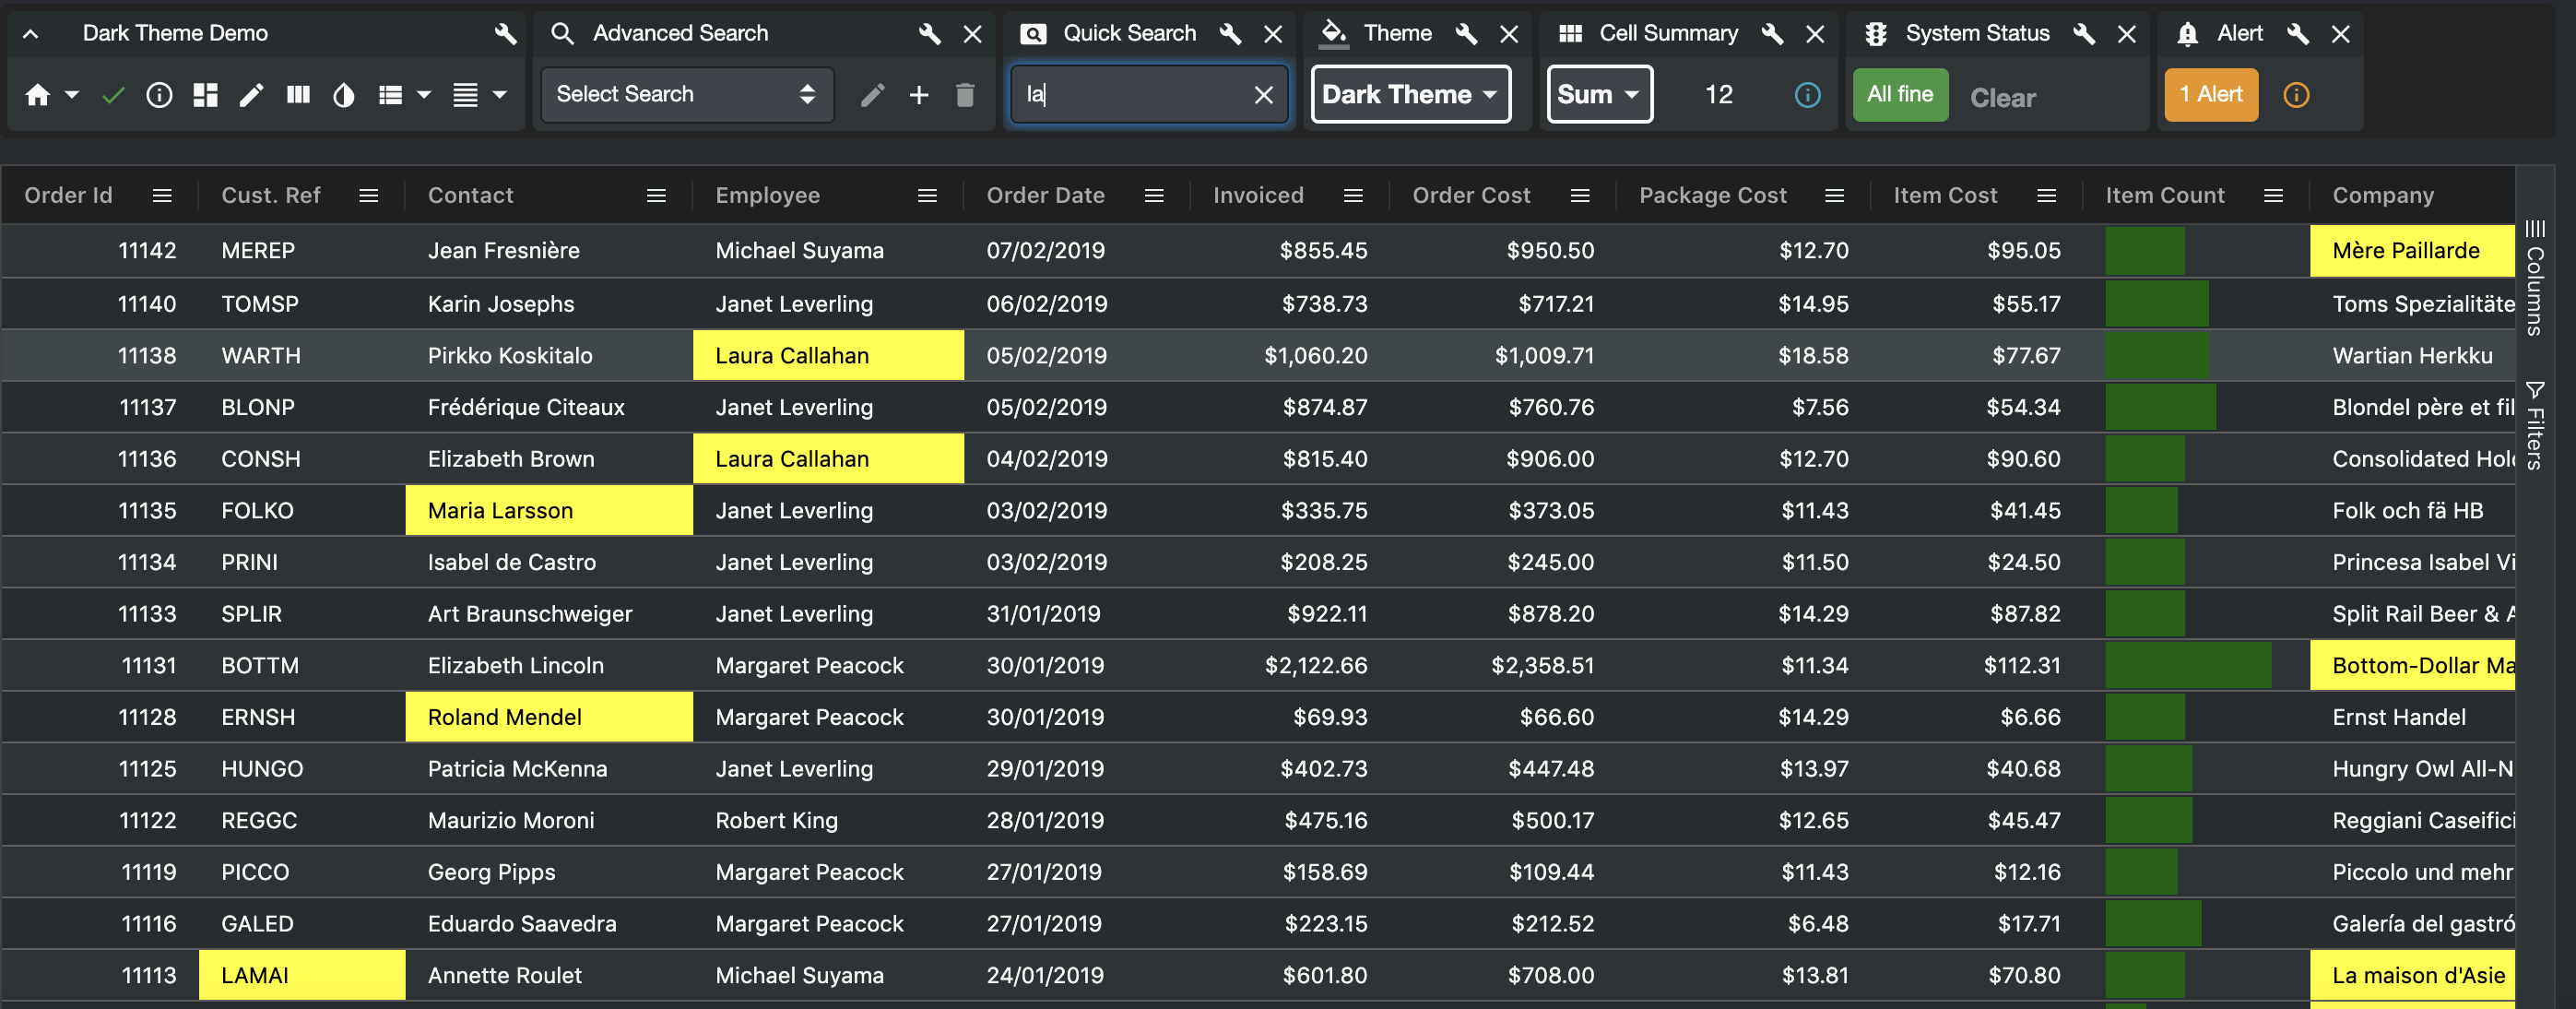 Dark Theme Demo Advanced Search Quick Search Theme Cell Summary System Status Alert
Select Search la Dark Theme Sum 12 All fine Clear 1 Alert
Order Id Cust. Ref Contact Employee Order Date Invoiced Order Cost Package Cost Item Cost Item Count Company
11142 MEREP Jean Fresnière Michael Suyama 07/02/2019 $855.45 $950.50 $12.70 $95.05 Mère Paillarde
11140 TOMSP Karin Josephs Janet Leverling 06/02/2019 $738.73 $717.21 $14.95 $55.17 Toms Spezialitäte
11138 WARTH Pirkko Koskitalo Laura Callahan 05/02/2019 $1,060.20 $1,009.71 $18.58 $77.67 Wartian Herkku
11137 BLONP Frédérique Citeaux Janet Leverling 05/02/2019 $874.87 $760.76 $7.56 $54.34 Blondel père et fil
11136 CONSH Elizabeth Brown Laura Callahan 04/02/2019 $815.40 $906.00 $12.70 $90.60 Consolidated Hol
11135 FOLKO Maria Larsson Janet Leverling 03/02/2019 $335.75 $373.05 $11.43 $41.45 Folk och fä HB
11134 PRINI Isabel de Castro Janet Leverling 03/02/2019 $208.25 $245.00 $11.50 $24.50 Princesa Isabel Vi
11133 SPLIR Art Braunschweiger Janet Leverling 31/01/2019 $922.11 $878.20 $14.29 $87.82 Split Rail Beer & A
11131 BOTTM Elizabeth Lincoln Margaret Peacock 30/01/2019 $2,122.66 $2,358.51 $11.34 $112.31 Bottom-Dollar Ma
11128 ERNSH Roland Mendel Margaret Peacock 30/01/2019 $69.93 $66.60 $14.29 $6.66 Ernst Handel
11125 HUNGO Patricia McKenna Janet Leverling 29/01/2019 $402.73 $447.48 $13.97 $40.68 Hungry Owl All-N
11122 REGGC Maurizio Moroni Robert King 28/01/2019 $475.16 $500.17 $12.65 $45.47 Reggiani Caseifici
11119 PICCO Georg Pipps Margaret Peacock 27/01/2019 $158.69 $109.44 $11.43 $12.16 Piccolo und mehr
11116 GALED Eduardo Saavedra Margaret Peacock 27/01/2019 $223.15 $212.52 $6.48 $17.71 Galería del gastró
11113 LAMAI Annette Roulet Michael Suyama 24/01/2019 $601.80 $708.00 $13.81 $70.80 La maison d'Asie
Columns
Filters